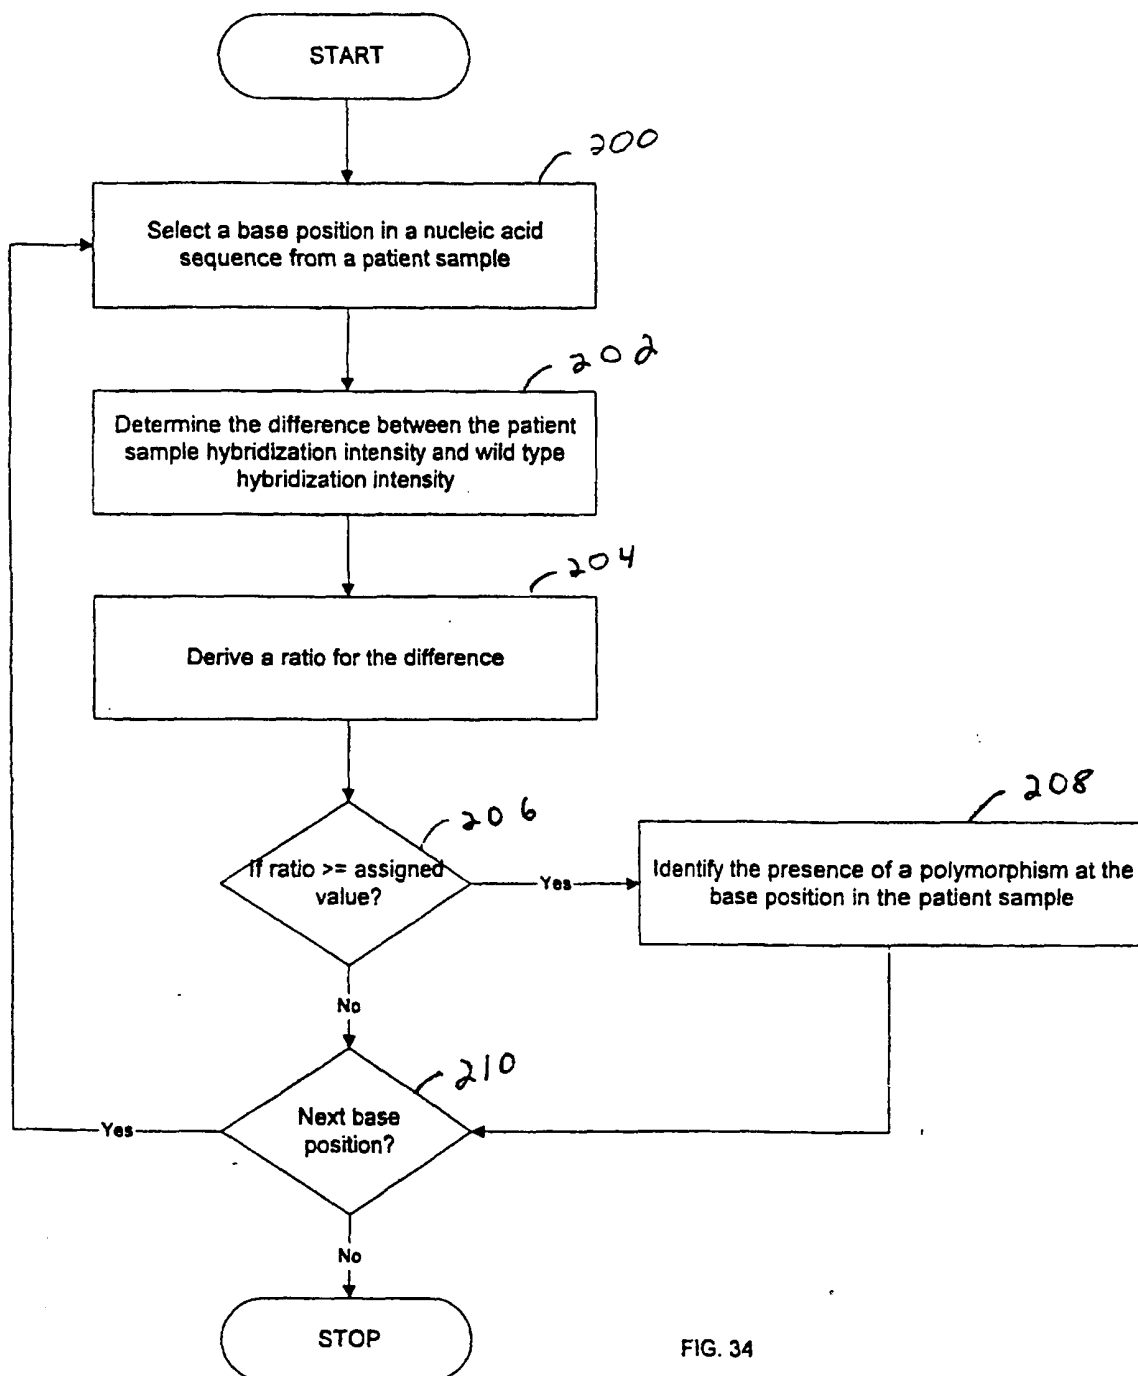 START
200
Select a base position in a nucleic acid
sequence from a patient sample
202
Determine the difference between the patient
sample hybridization intensity and wild type
hybridization intensity
204
Derive a ratio for the difference
206
If ratio >= assigned
value?
Yes
208
Identify the presence of a polymorphism at the
base position in the patient sample
No
210
Next base
position?
Yes
No
STOP
FIG. 34